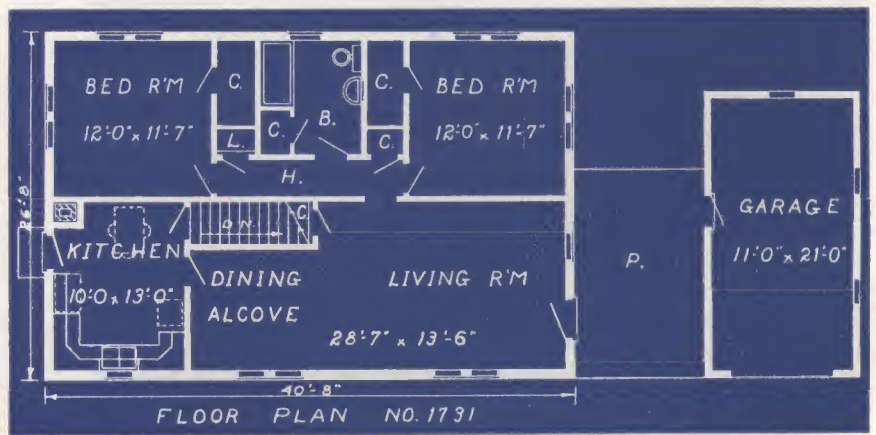 BED R'M
12'-0" x 11'-7"
C.
L.
C.
B.
C.
C.
BED R'M
12'-0" x 11'-7"
H.
26'-8"
KITCHEN
10'-0 x 13'-0"
DN.
C.
DINING
ALCOVE
LIVING R'M
28'-7" x 13'-6"
P.
GARAGE
11'-0" x 21'-0"
40'-8"
FLOOR PLAN NO. 1731